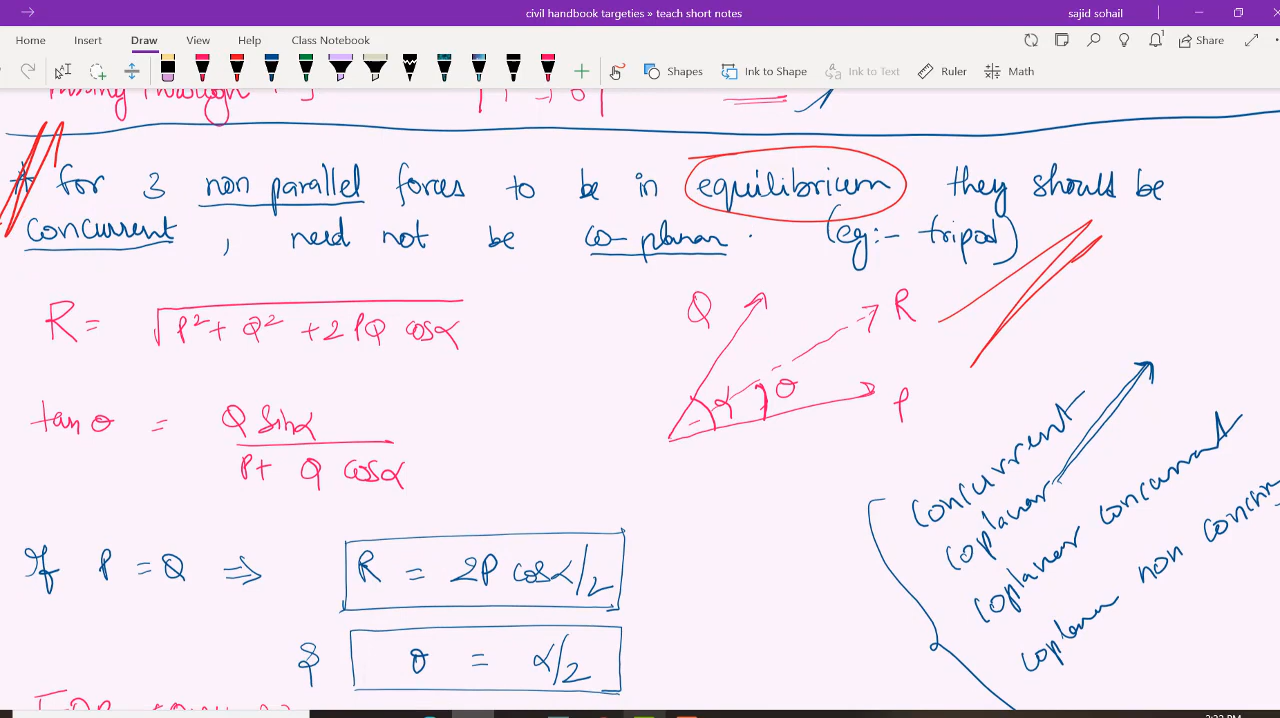 civil handbook targeties » teach short notes
sajid sohail
Home Insert Draw View Help Class Notebook
Share
Shapes Ink to Shape Ink to Text Ruler Math
Through
* for 3 non parallel forces to be in equilibrium they should be
concurrent , need not be co-planar . (eg:- tripod)
R = √P² + Q² + 2PQ cosα
Q
R
α
θ
P
tan θ = Q Sinα / P + Q cosα
concurrent
coplanar
coplanar concurrent
coplanar non concurr
If P = Q ⇒ R = 2P cos α/2
& θ = α/2